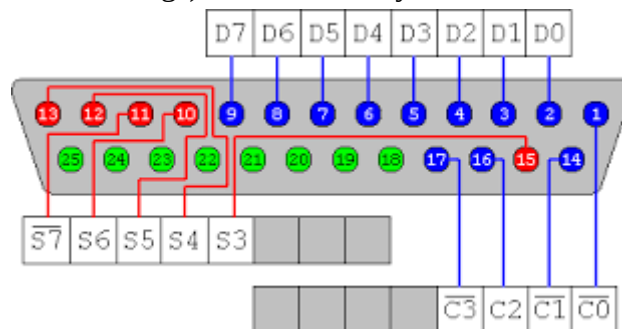 D7 D6 D5 D4 D3 D2 D1 D0
13 12 11 10 9 8 7 6 5 4 3 2 1
25 24 23 22 21 20 19 18 17 16 15 14
S̅7̅ S6 S5 S4 S3
C̅3̅ C2 C̅1̅ C̅0̅